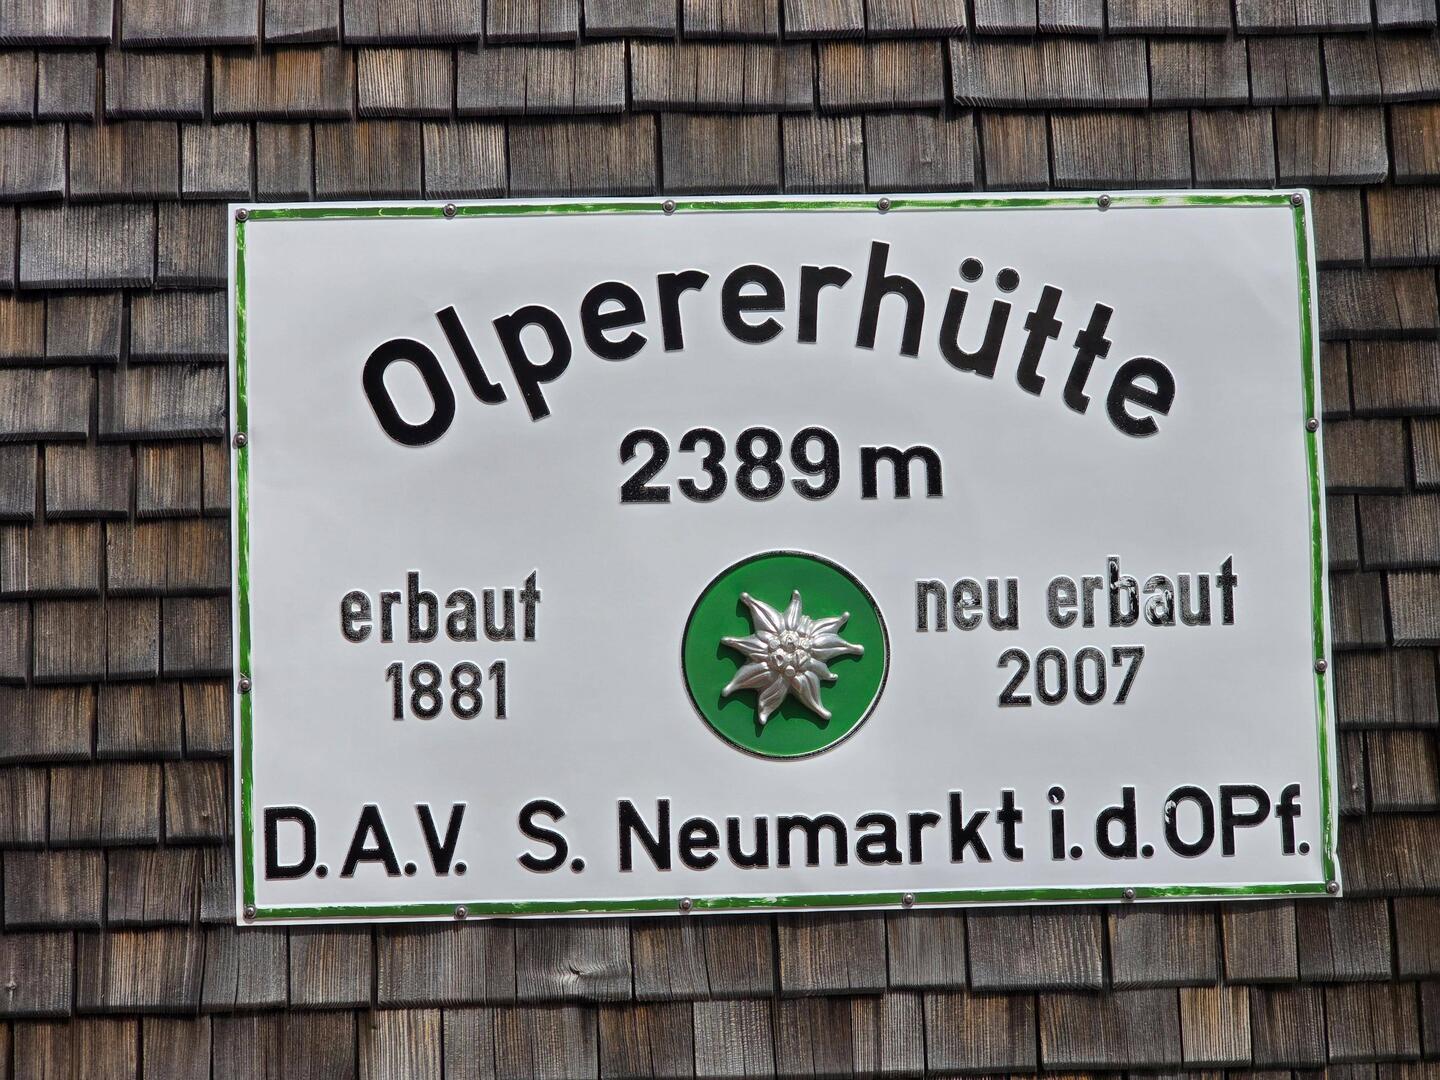 Olpererhütte
2389 m
erbaut
1881
neu erbaut
2007
D.A.V. S. Neumarkt i.d.OPf.